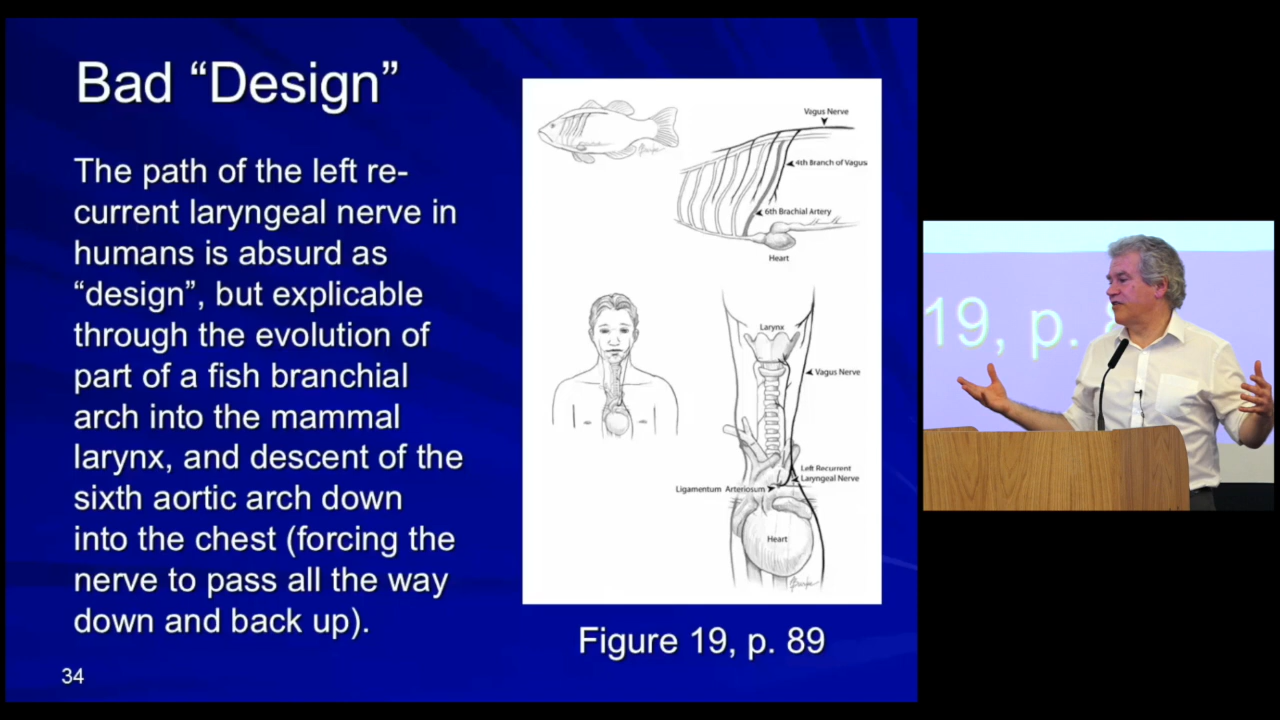 Bad “Design”
The path of the left re-
current laryngeal nerve in
humans is absurd as
“design”, but explicable
through the evolution of
part of a fish branchial
arch into the mammal
larynx, and descent of the
sixth aortic arch down
into the chest (forcing the
nerve to pass all the way
down and back up).
34
Vagus Nerve
4th Branch of Vagus
6th Brachial Artery
Heart
Larynx
Vagus Nerve
Left Recurrent
Laryngeal Nerve
Ligamentum Arteriosum
Heart
Figure 19, p. 89
19, p.